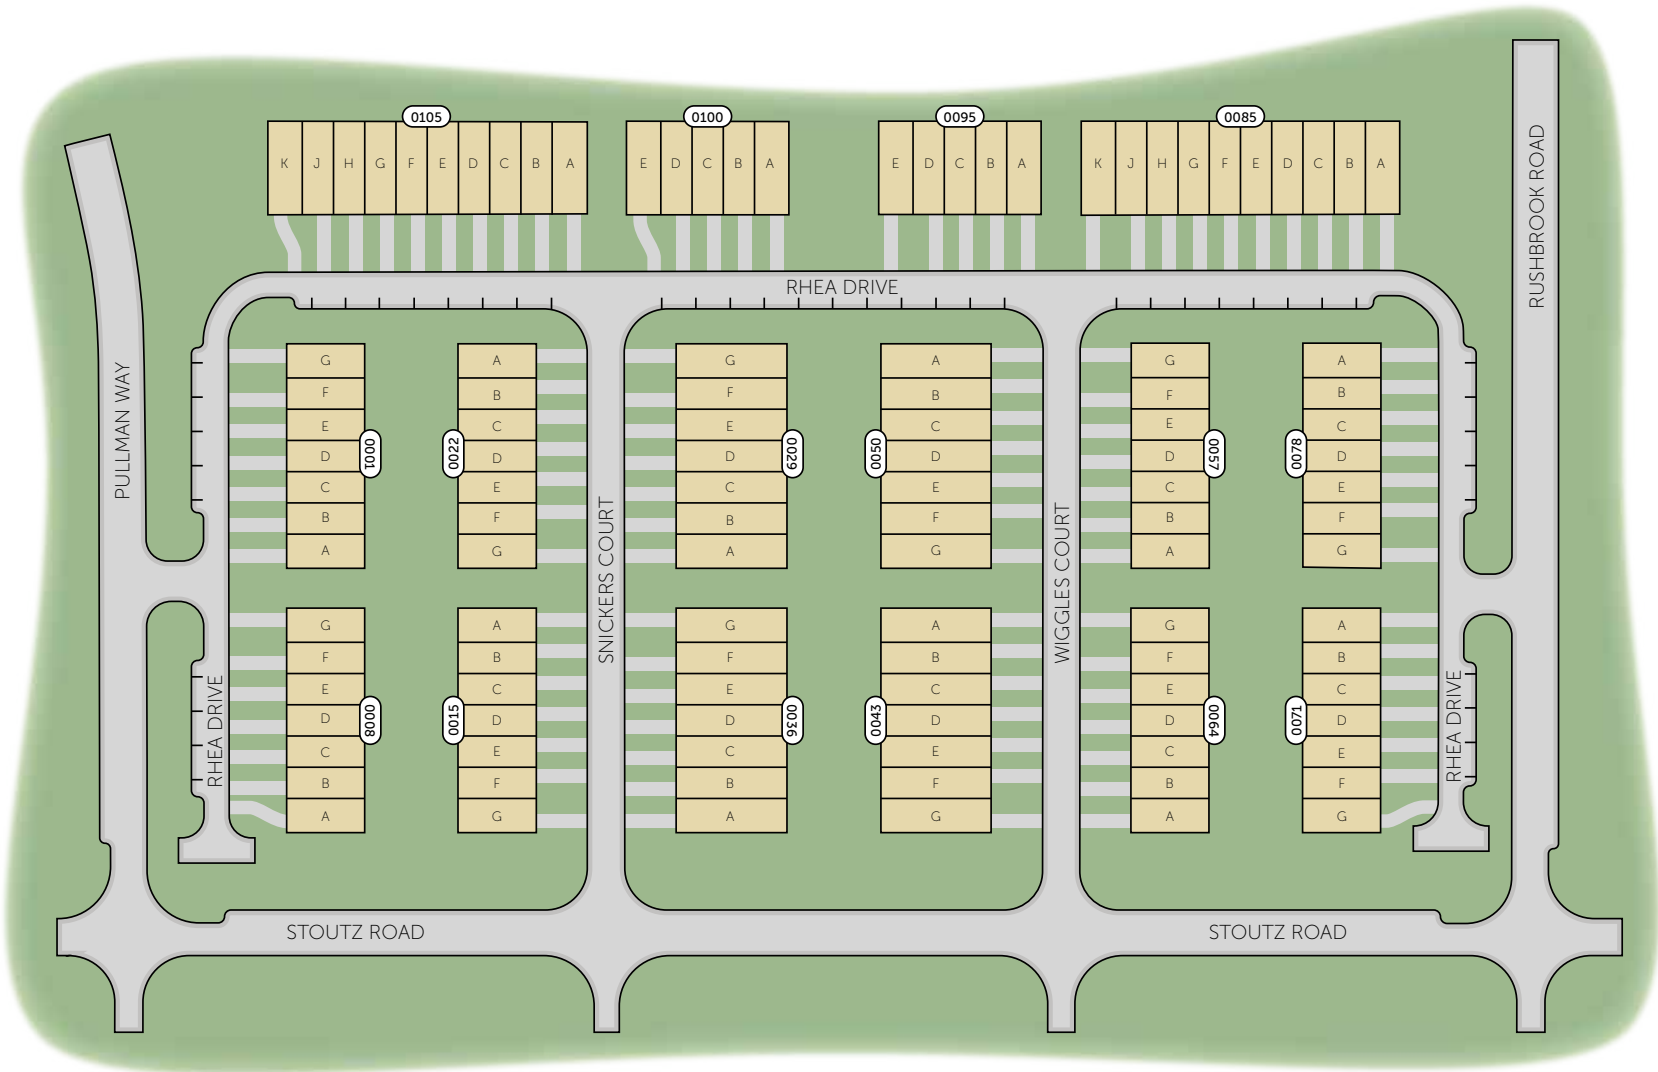 0105
0100
0095
0085
K J H G F E D C B A
E D C B A
E D C B A
K J H G F E D C B A
RHEA DRIVE
PULLMAN WAY
RUSHBROOK ROAD
G
F
E
D
C
B
A
0001
A
B
C
D
E
F
G
0022
G
F
E
D
C
B
A
0029
A
B
C
D
E
F
G
0050
G
F
E
D
C
B
A
0057
A
B
C
D
E
F
G
0078
SNICKERS COURT
WIGGLES COURT
RHEA DRIVE
G
F
E
D
C
B
A
0008
A
B
C
D
E
F
G
0015
G
F
E
D
C
B
A
0036
A
B
C
D
E
F
G
0043
G
F
E
D
C
B
A
0064
A
B
C
D
E
F
G
0071
RHEA DRIVE
STOUTZ ROAD
STOUTZ ROAD